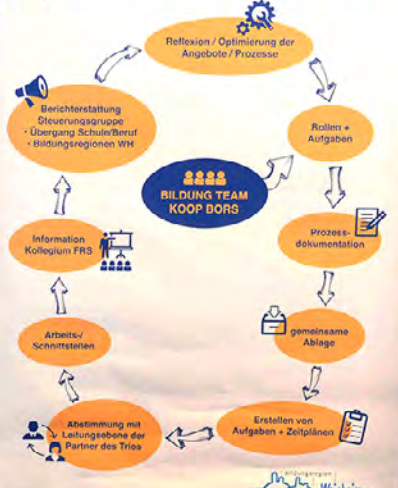 Reflexion / Optimierung der
Angebote / Prozesse
Rollen +
Aufgaben
Prozess-
dokumentation
gemeinsame
Ablage
Erstellen von
Aufgaben + Zeitplänen
Abstimmung mit
Leitungsebene der
Partner des Trios
Arbeits-/
Schnittstellen
Information
Kollegium FRS
Berichterstattung
Steuerungsgruppe
• Übergang Schule/Beruf
• Bildungsregionen WH
BILDUNG TEAM
KOOP BORS
Bildungsregion